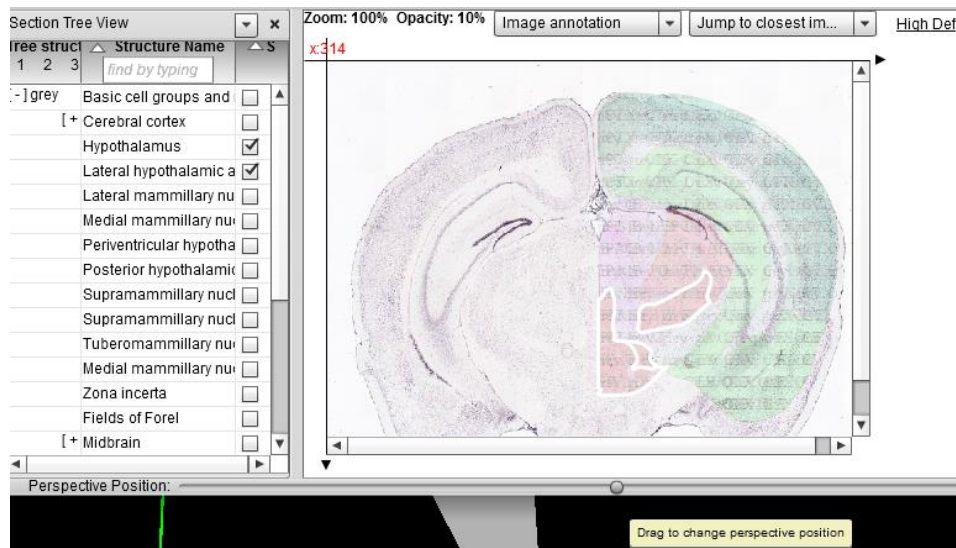 Section Tree View
Tree struct Structure Name S
1 2 3 find by typing
[-]grey Basic cell groups and
[+ Cerebral cortex
Hypothalamus
Lateral hypothalamic a
Lateral mammillary nu
Medial mammillary nu
Periventricular hypotha
Posterior hypothalamic
Supramammillary nucl
Supramammillary nucl
Tuberomammillary nu
Medial mammillary nu
Zona incerta
Fields of Forel
[+ Midbrain
Zoom: 100% Opacity: 10% Image annotation Jump to closest im... High Def
x:314
Perspective Position:
Drag to change perspective position